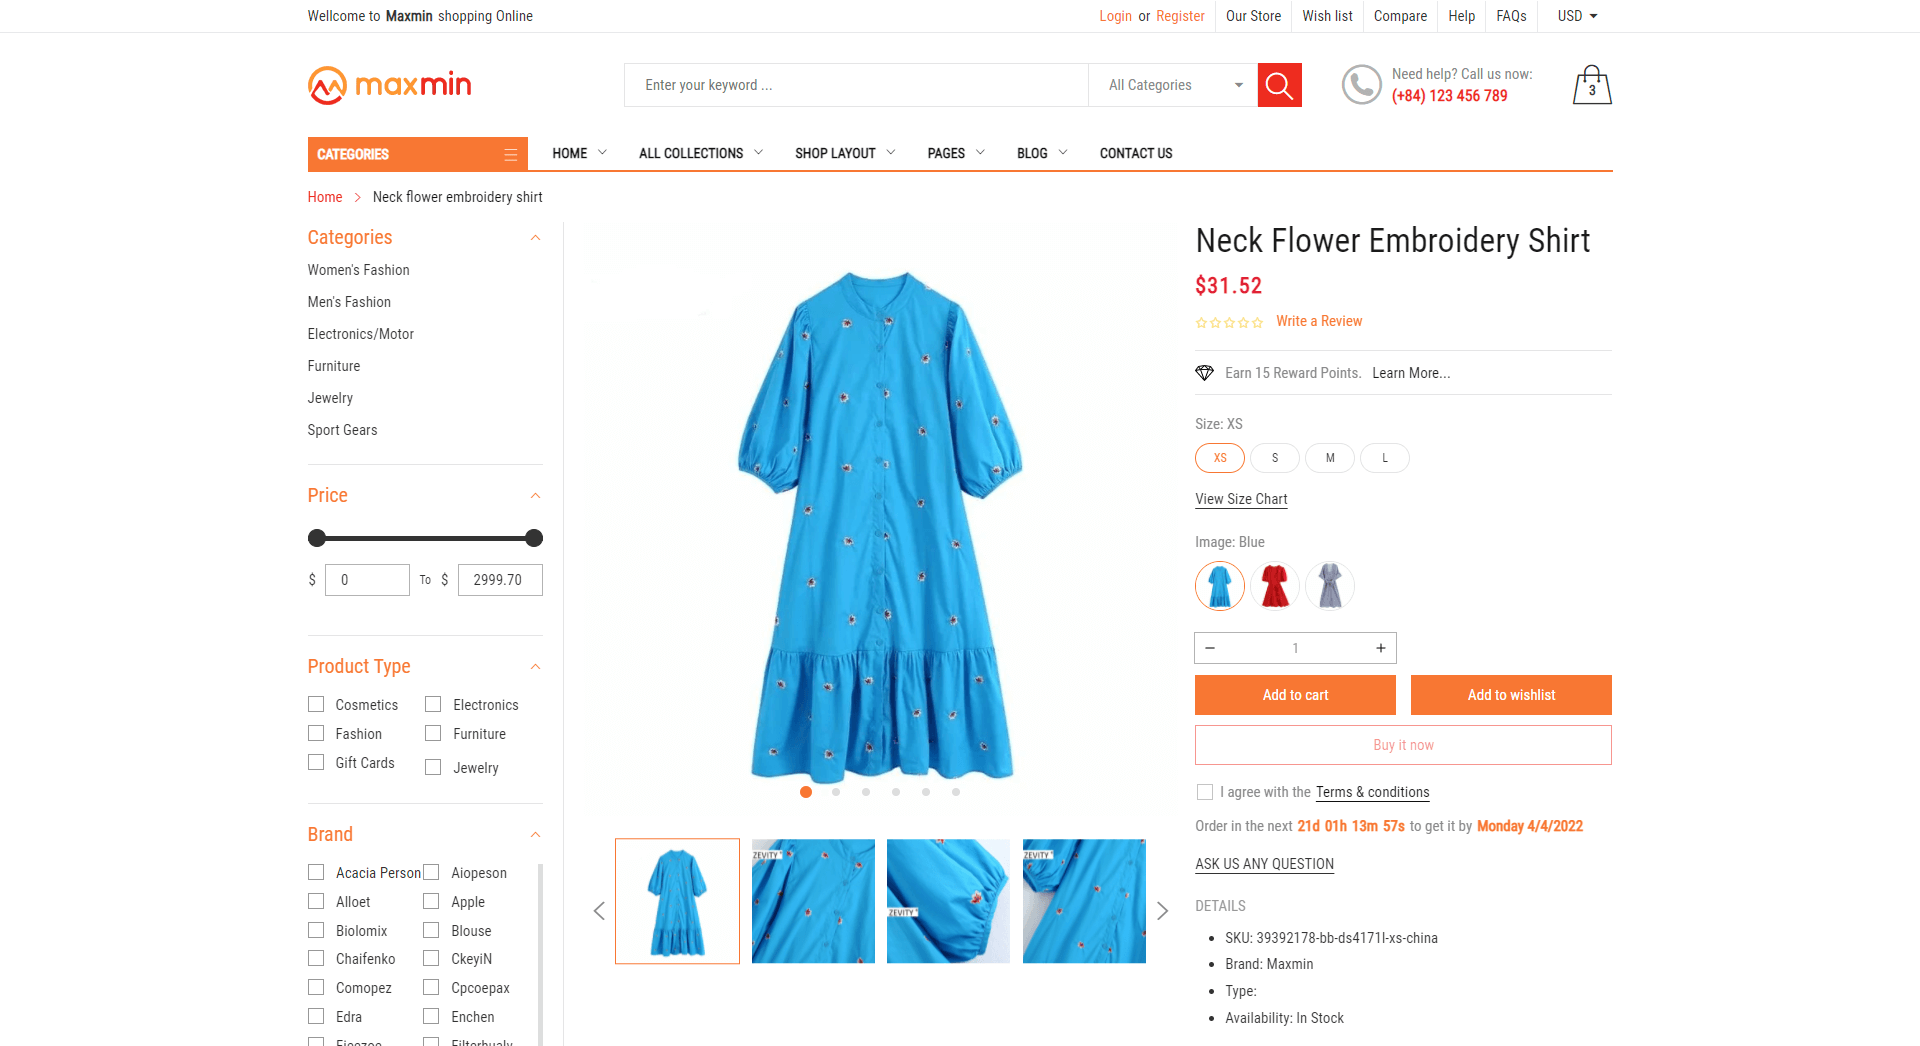 Wellcome to Maxmin shopping Online
Login or Register
Our Store
Wish list
Compare
Help
FAQs
USD
maxmin
Enter your keyword ...
All Categories
Need help? Call us now:
(+84) 123 456 789
3
CATEGORIES
HOME
ALL COLLECTIONS
SHOP LAYOUT
PAGES
BLOG
CONTACT US
Home
Neck flower embroidery shirt
Categories
Women's Fashion
Men's Fashion
Electronics/Motor
Furniture
Jewelry
Sport Gears
Price
$ 0 To $ 2999.70
Product Type
Cosmetics
Electronics
Fashion
Furniture
Gift Cards
Jewelry
Brand
Acacia Person
Aiopeson
Alloet
Apple
Biolomix
Blouse
Chaifenko
CkeyiN
Comopez
Cpcoepax
Edra
Enchen
ZEVITY
ZEVITY
ZEVITY
Neck Flower Embroidery Shirt
$31.52
Write a Review
Earn 15 Reward Points. Learn More...
Size: XS
XS
S
M
L
View Size Chart
Image: Blue
− 1 +
Add to cart
Add to wishlist
Buy it now
I agree with the Terms & conditions
Order in the next 21d 01h 13m 57s to get it by Monday 4/4/2022
ASK US ANY QUESTION
DETAILS
SKU: 39392178-bb-ds4171l-xs-china
Brand: Maxmin
Type:
Availability: In Stock